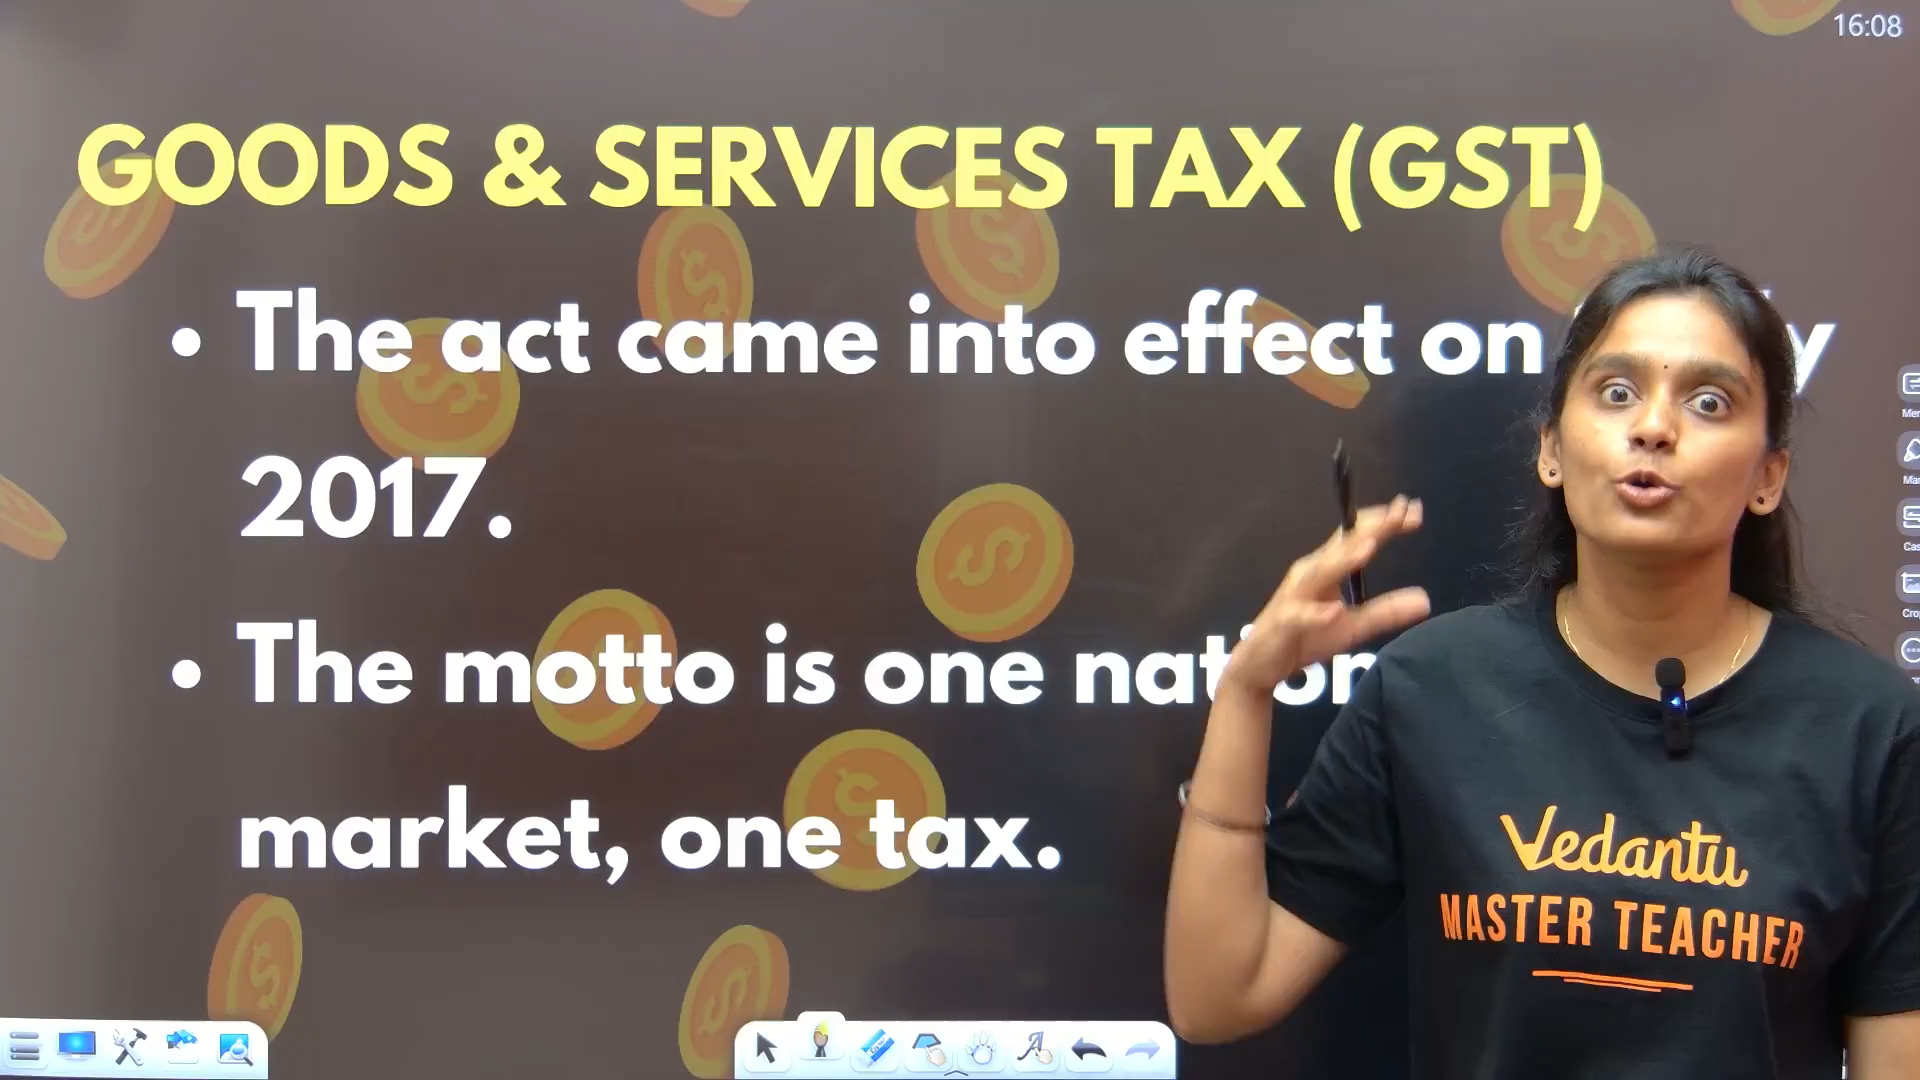 16:08
GOODS & SERVICES TAX (GST)
• The act came into effect on
2017.
• The motto is one nation
market, one tax.
Vedantu
MASTER TEACHER